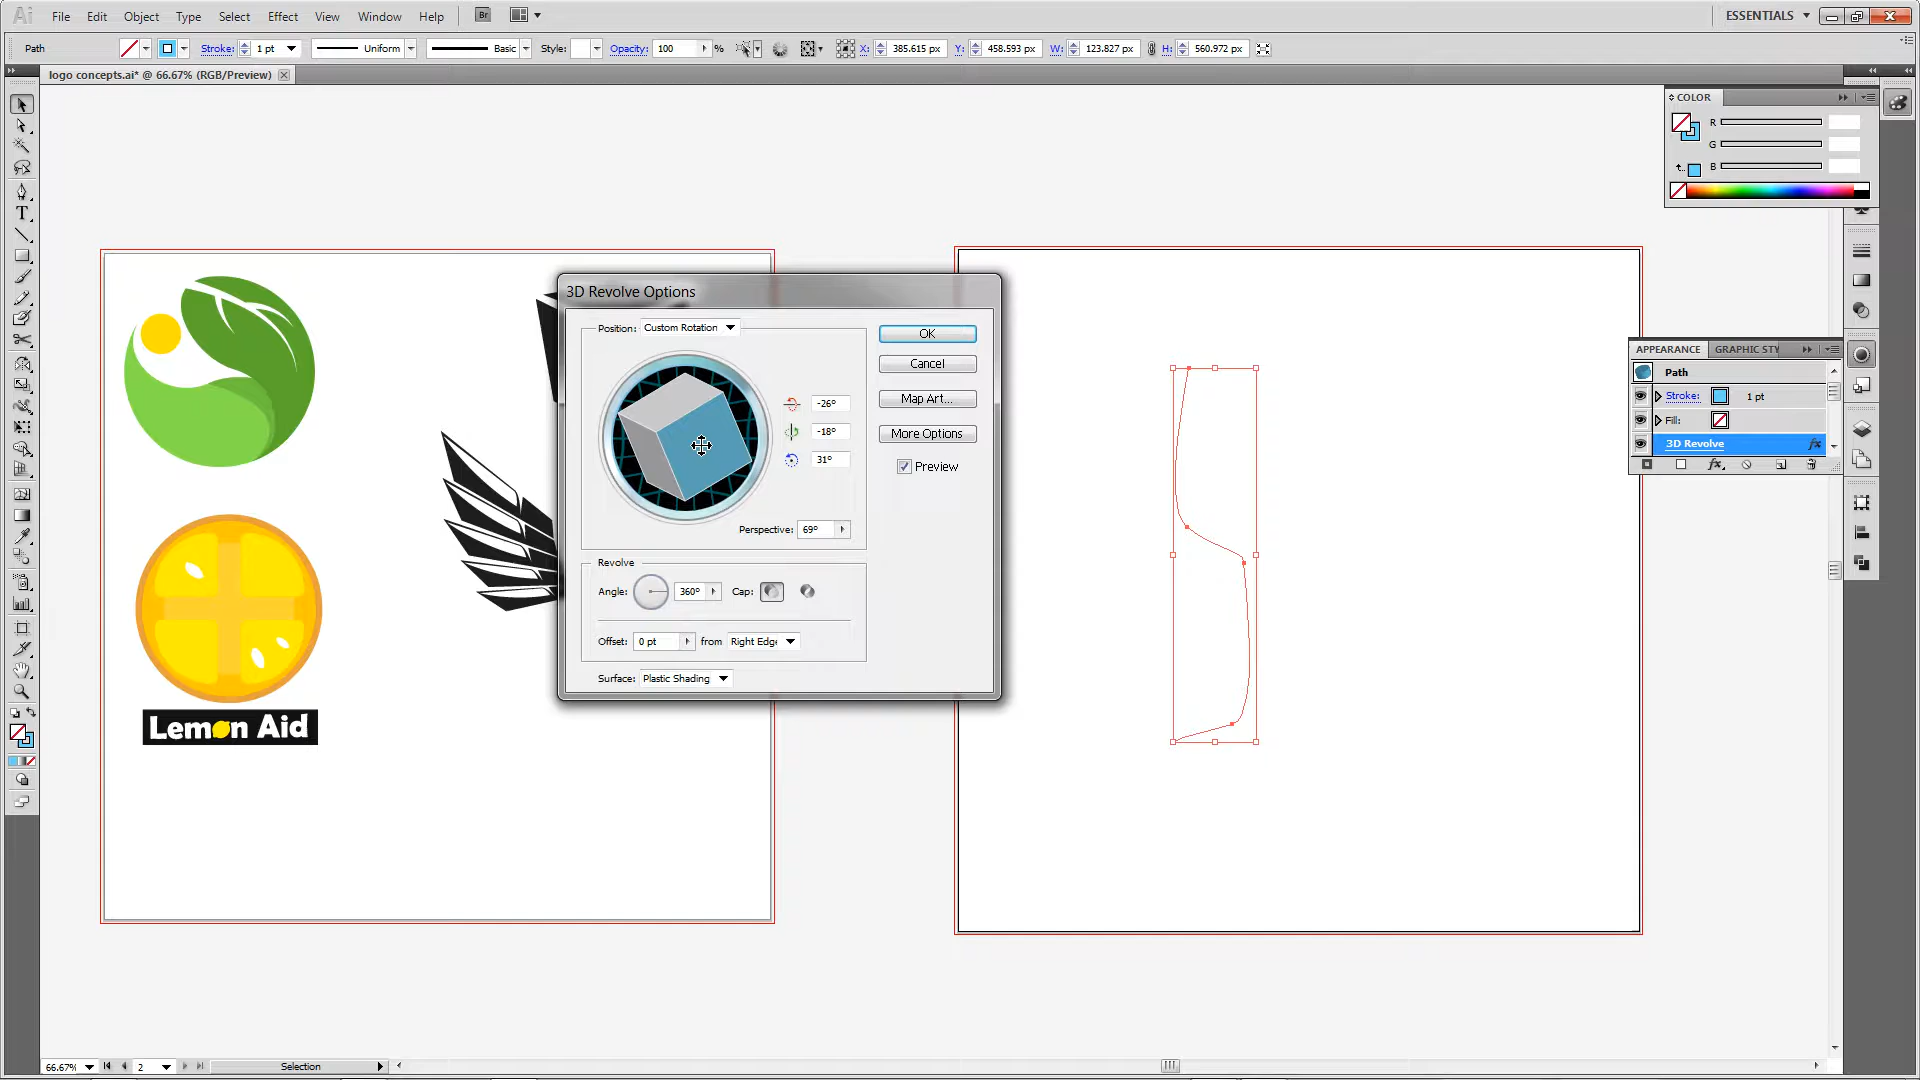 Ai File Edit Object Type Select Effect View Window Help Br ESSENTIALS
Path Stroke: 1 pt Uniform Basic Style: Opacity: 100 % X: 385.615 px Y: 458.593 px W: 123.827 px H: 560.972 px
logo concepts.ai* @ 66.67% (RGB/Preview)
COLOR
R
G
B
3D Revolve Options
Position: Custom Rotation
OK
Cancel
Map Art...
More Options
Preview
-26°
-18°
31°
Perspective: 69°
Revolve
Angle: 360° Cap:
Offset: 0 pt from Right Edge
Surface: Plastic Shading
APPEARANCE GRAPHIC STY
Path
Stroke: 1 pt
Fill:
3D Revolve fx
fx
T
Lemon Aid
66.67% 2 Selection